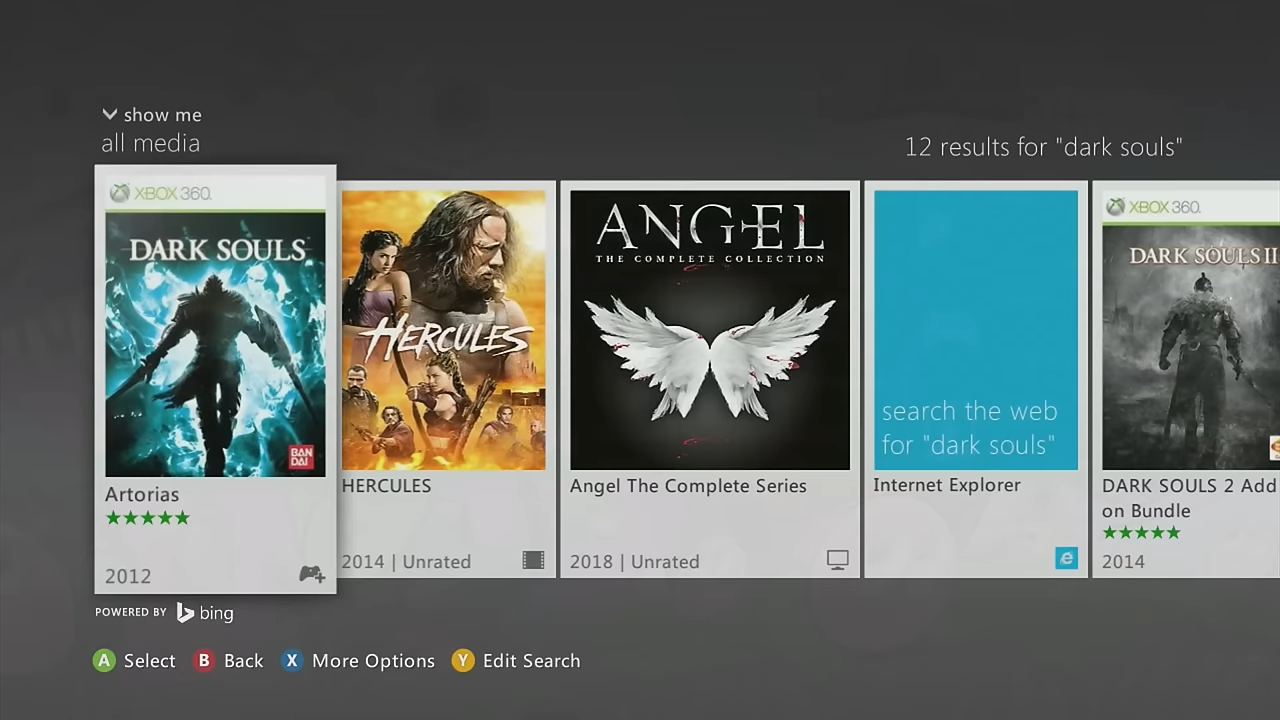 show me
all media
12 results for "dark souls"
XBOX 360.
DARK SOULS
BAN
DAI
Artorias
2012
HERCULES
HERCULES
2014 | Unrated
ANGEL
THE COMPLETE COLLECTION
Angel The Complete Series
2018 | Unrated
search the web
for "dark souls"
Internet Explorer
XBOX 360.
DARK SOULS II
DARK SOULS 2 Add
on Bundle
2014
POWERED BY bing
A Select B Back X More Options Y Edit Search